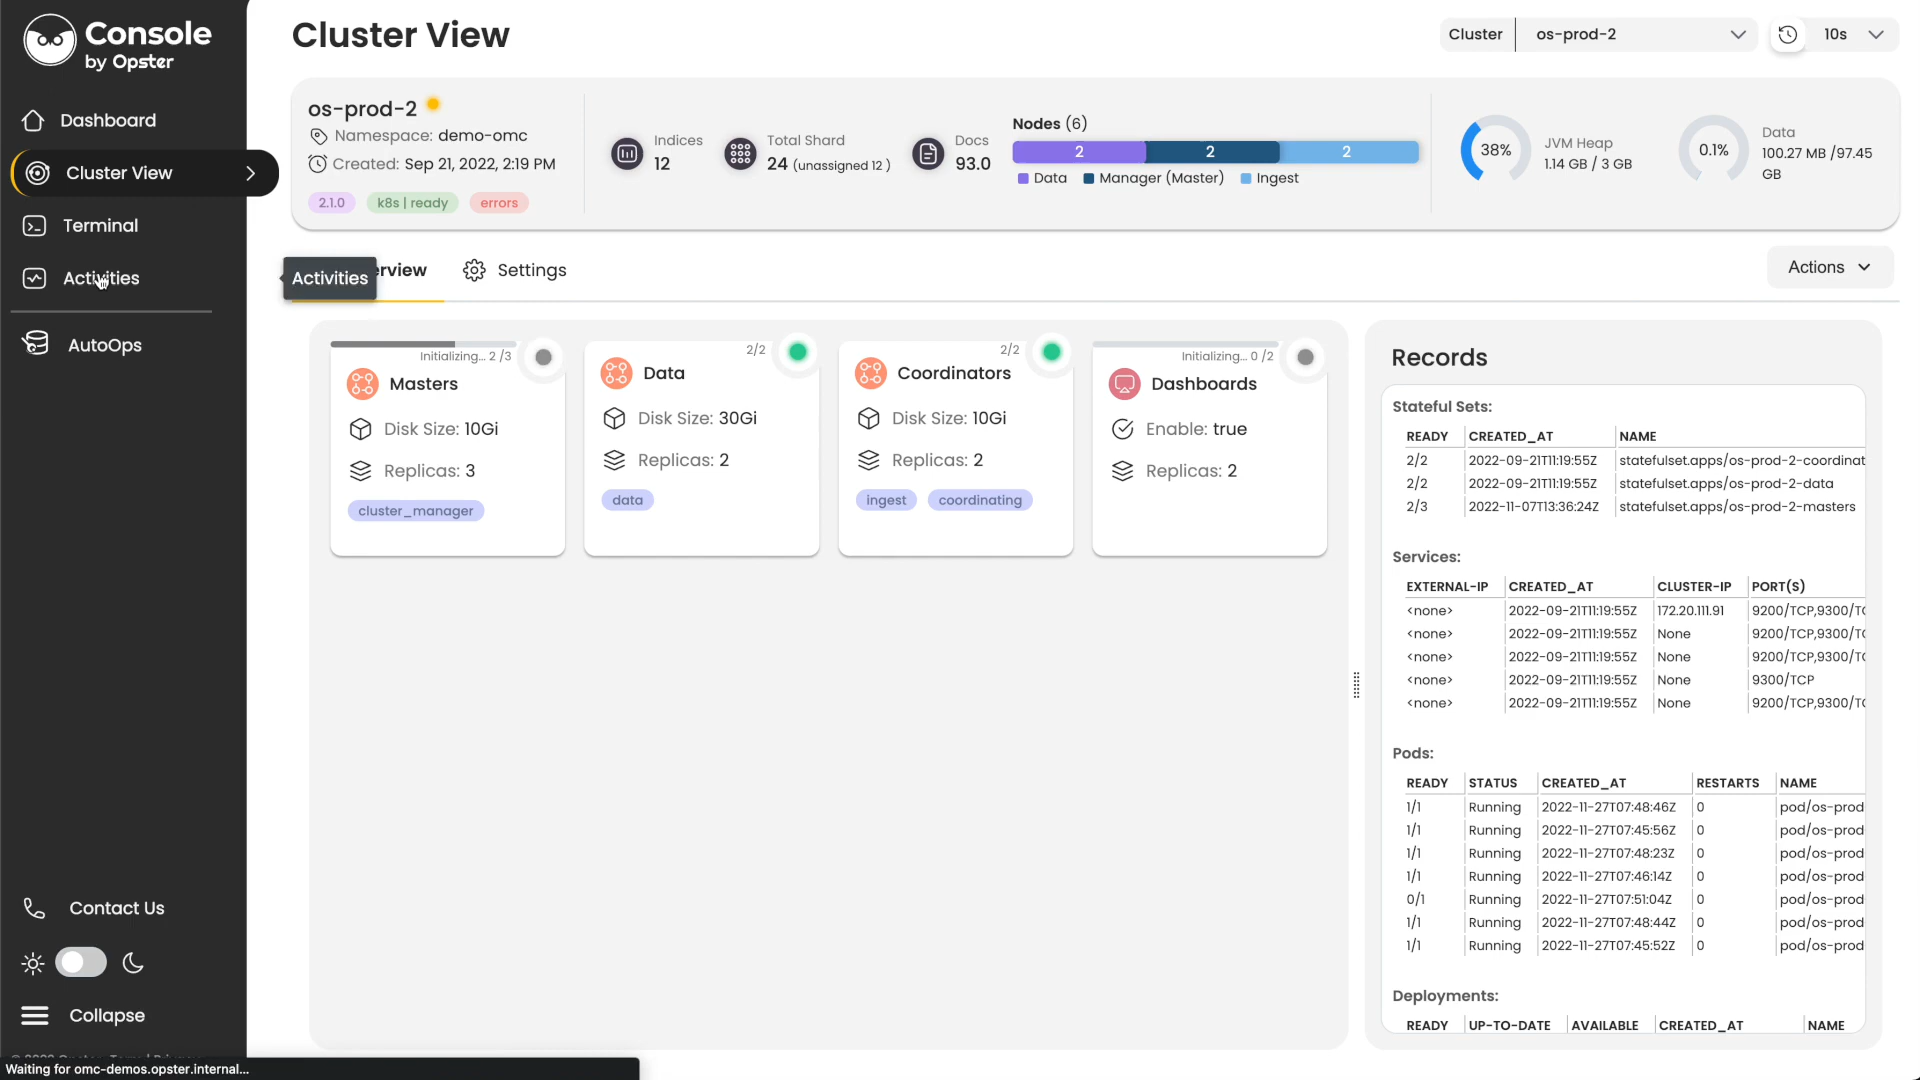 Console
by Opster
Dashboard
Cluster View
Terminal
Activities
AutoOps
Contact Us
Collapse
Waiting for omc-demos.opster.internal...
Cluster View
Cluster
os-prod-2
10s
os-prod-2
Namespace: demo-omc
Created: Sep 21, 2022, 2:19 PM
2.1.0
k8s | ready
errors
Indices
12
Total Shard
24 (unassigned 12 )
Docs
93.0
Nodes (6)
2
2
2
Data
Manager (Master)
Ingest
38%
JVM Heap
1.14 GB / 3 GB
0.1%
Data
100.27 MB /97.45
GB
Activities
erview
Settings
Actions
Initializing... 2 /3
Masters
Disk Size: 10Gi
Replicas: 3
cluster_manager
2/2
Data
Disk Size: 30Gi
Replicas: 2
data
2/2
Coordinators
Disk Size: 10Gi
Replicas: 2
ingest
coordinating
Initializing... 0 /2
Dashboards
Enable: true
Replicas: 2
Records
Stateful Sets:
READY CREATED_AT NAME
2/2 2022-09-21T11:19:55Z statefulset.apps/os-prod-2-coordinat
2/2 2022-09-21T11:19:55Z statefulset.apps/os-prod-2-data
2/3 2022-11-07T13:36:24Z statefulset.apps/os-prod-2-masters
Services:
EXTERNAL-IP CREATED_AT CLUSTER-IP PORT(S)
<none> 2022-09-21T11:19:55Z 172.20.111.91 9200/TCP,9300/TC
<none> 2022-09-21T11:19:55Z None 9200/TCP,9300/TC
<none> 2022-09-21T11:19:55Z None 9200/TCP,9300/TC
<none> 2022-09-21T11:19:55Z None 9300/TCP
<none> 2022-09-21T11:19:55Z None 9200/TCP,9300/TC
Pods:
READY STATUS CREATED_AT RESTARTS NAME
1/1 Running 2022-11-27T07:48:46Z 0 pod/os-prod
1/1 Running 2022-11-27T07:45:56Z 0 pod/os-prod
1/1 Running 2022-11-27T07:48:23Z 0 pod/os-prod
1/1 Running 2022-11-27T07:46:14Z 0 pod/os-prod
0/1 Running 2022-11-27T07:51:04Z 0 pod/os-prod
1/1 Running 2022-11-27T07:48:44Z 0 pod/os-prod
1/1 Running 2022-11-27T07:45:52Z 0 pod/os-prod
Deployments:
READY UP-TO-DATE AVAILABLE CREATED_AT NAME